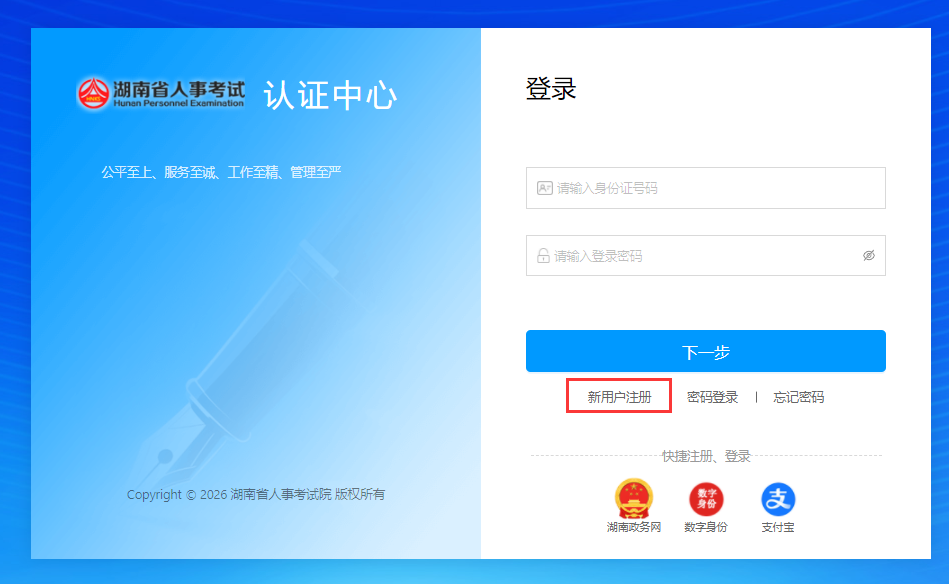 湖南省人事考试
Hunan Personnel Examination
认证中心
公平至上、服务至诚、工作至精、管理至严
Copyright © 2026 湖南省人事考试院 版权所有
登录
请输入身份证号码
请输入登录密码
下一步
新用户注册 密码登录 | 忘记密码
快捷注册、登录
数字
身份
支
湖南政务网 数字身份 支付宝